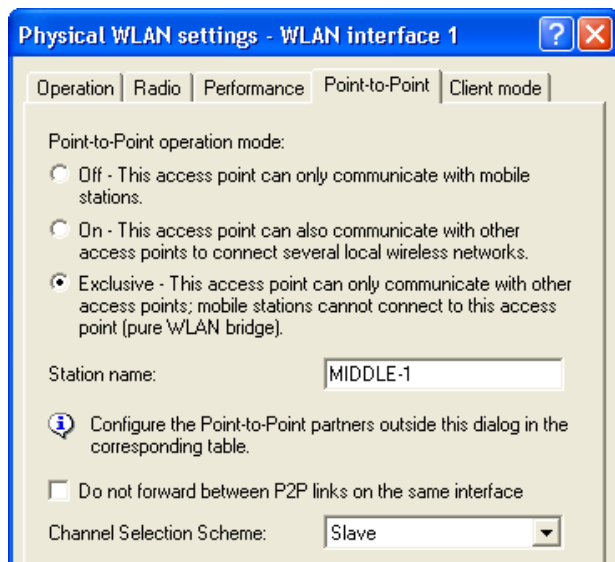 Physical WLAN settings - WLAN interface 1
Operation Radio Performance Point-to-Point Client mode
Point-to-Point operation mode:
Off - This access point can only communicate with mobile
stations.
On - This access point can also communicate with other
access points to connect several local wireless networks.
Exclusive - This access point can only communicate with other
access points; mobile stations cannot connect to this access
point (pure WLAN bridge).
Station name: MIDDLE-1
Configure the Point-to-Point partners outside this dialog in the
corresponding table.
Do not forward between P2P links on the same interface
Channel Selection Scheme: Slave